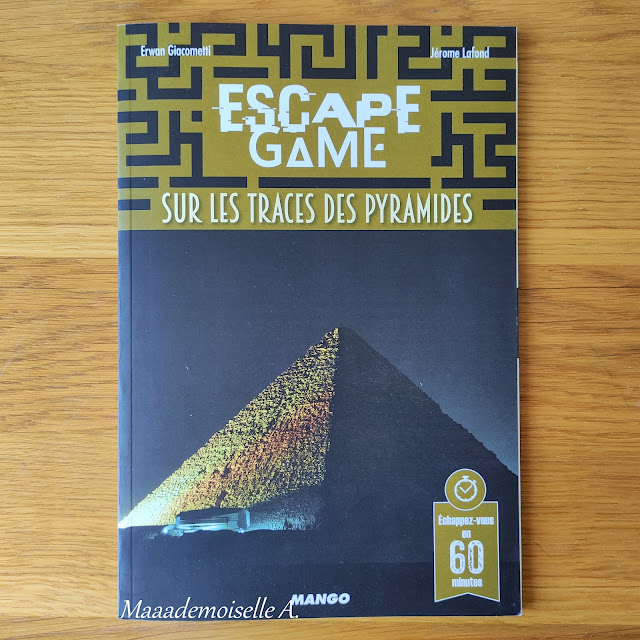 Erwan Giacometti
Jérome Lafond
ESCAPE
GAME
SUR LES TRACES DES PYRAMIDES
Échappez-vous
en
60
minutes
MANGO
Maaademoiselle A.